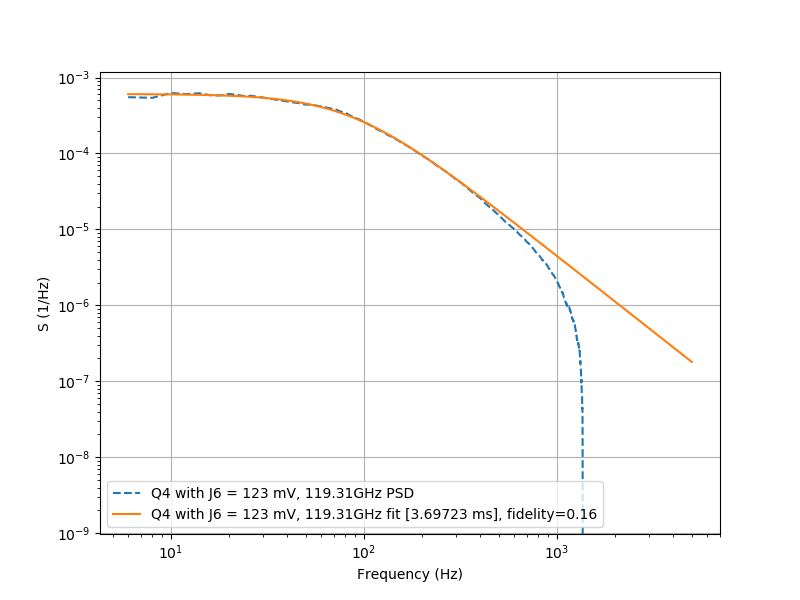 10⁻³
10⁻⁴
10⁻⁵
10⁻⁶
10⁻⁷
10⁻⁸
10⁻⁹
S (1/Hz)
Q4 with J6 = 123 mV, 119.31GHz PSD
Q4 with J6 = 123 mV, 119.31GHz fit [3.69723 ms], fidelity=0.16
10¹ 10² 10³
Frequency (Hz)